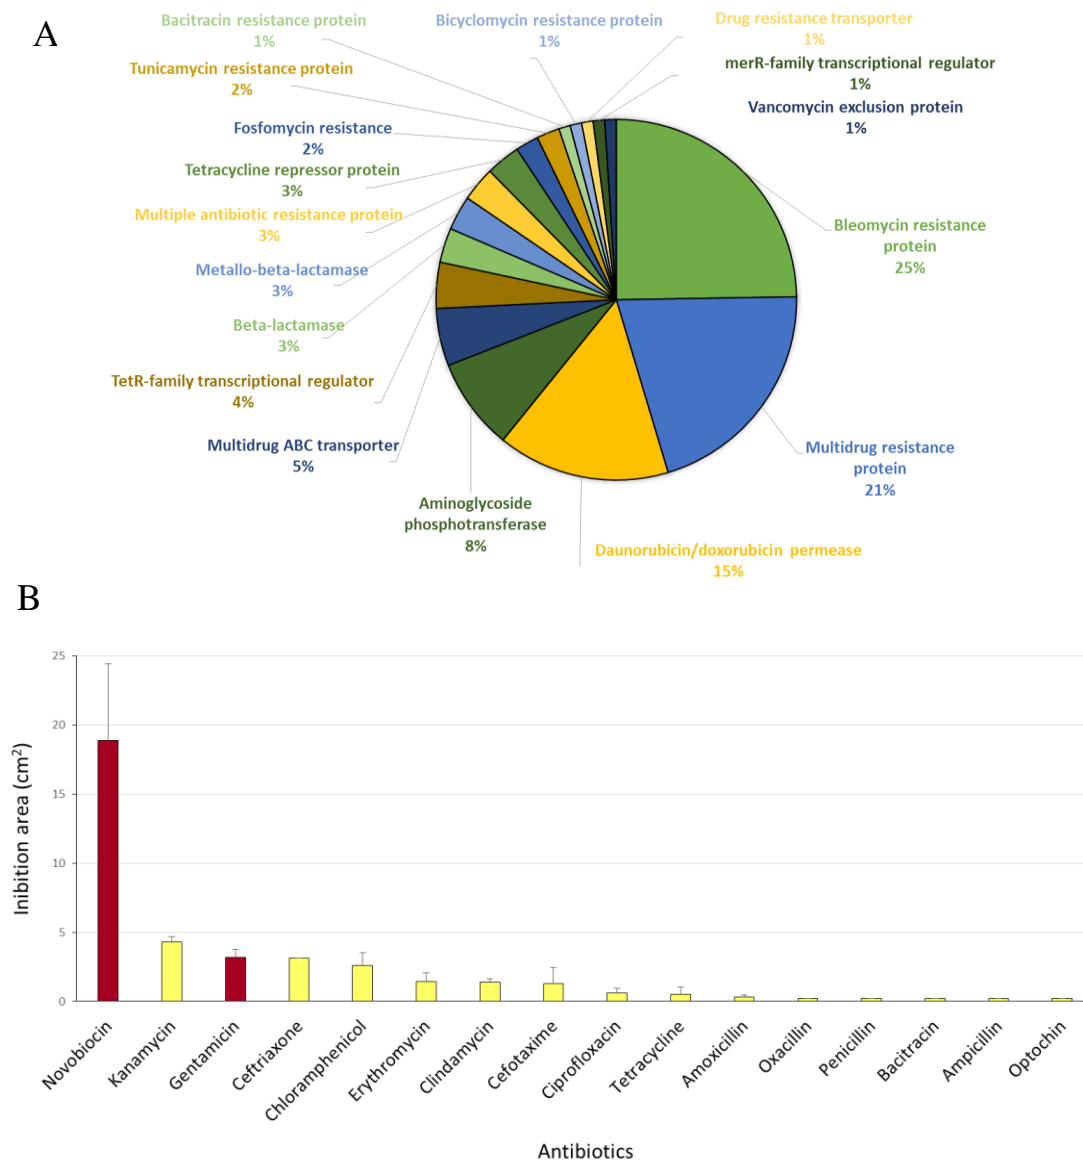 A
Bacitracin resistance protein
1%
Bicyclomycin resistance protein
1%
Drug resistance transporter
1%
merR-family transcriptional regulator
1%
Vancomycin exclusion protein
1%
Tunicamycin resistance protein
2%
Fosfomycin resistance
2%
Tetracycline repressor protein
3%
Multiple antibiotic resistance protein
3%
Metallo-beta-lactamase
3%
Beta-lactamase
3%
TetR-family transcriptional regulator
4%
Multidrug ABC transporter
5%
Aminoglycoside
phosphotransferase
8%
Daunorubicin/doxorubicin permease
15%
Multidrug resistance
protein
21%
Bleomycin resistance
protein
25%
B
Inibition area (cm²)
25
20
15
10
5
0
Novobiocin
Kanamycin
Gentamicin
Ceftriaxone
Chloramphenicol
Erythromycin
Clindamycin
Cefotaxime
Ciprofloxacin
Tetracycline
Amoxicillin
Oxacillin
Penicillin
Bacitracin
Ampicillin
Optochin
Antibiotics